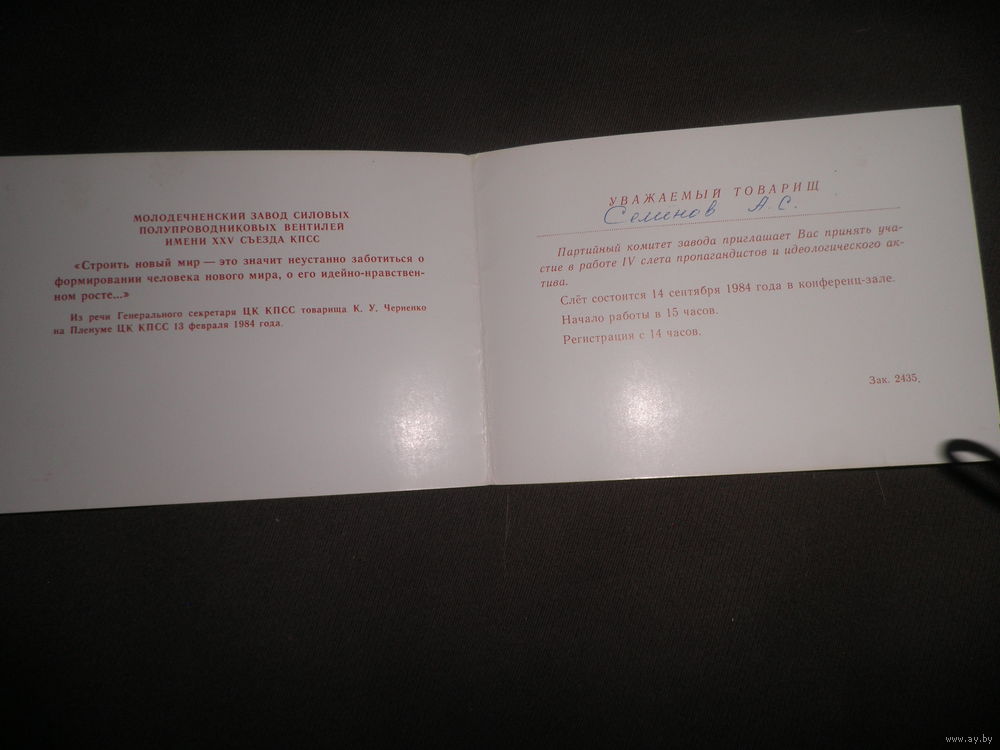 МОЛОДЕЧНЕНСКИЙ ЗАВОД СИЛОВЫХ
ПОЛУПРОВОДНИКОВЫХ ВЕНТИЛЕЙ
ИМЕНИ XXV СЪЕЗДА КПСС
«Строить новый мир — это значит неустанно заботиться о
формировании человека нового мира, о его идейно-нравствен-
ном росте...»
Из речи Генерального секретаря ЦК КПСС товарища К. У. Черненко
на Пленуме ЦК КПСС 13 февраля 1984 года.
УВАЖАЕМЫЙ ТОВАРИЩ
Семинов А. С.
Партийный комитет завода приглашает Вас принять уча-
стие в работе IV слета пропагандистов и идеологического ак-
тива.
Слёт состоится 14 сентября 1984 года в конференц-зале.
Начало работы в 15 часов.
Регистрация с 14 часов.
Зак. 2435.
www.ay.by